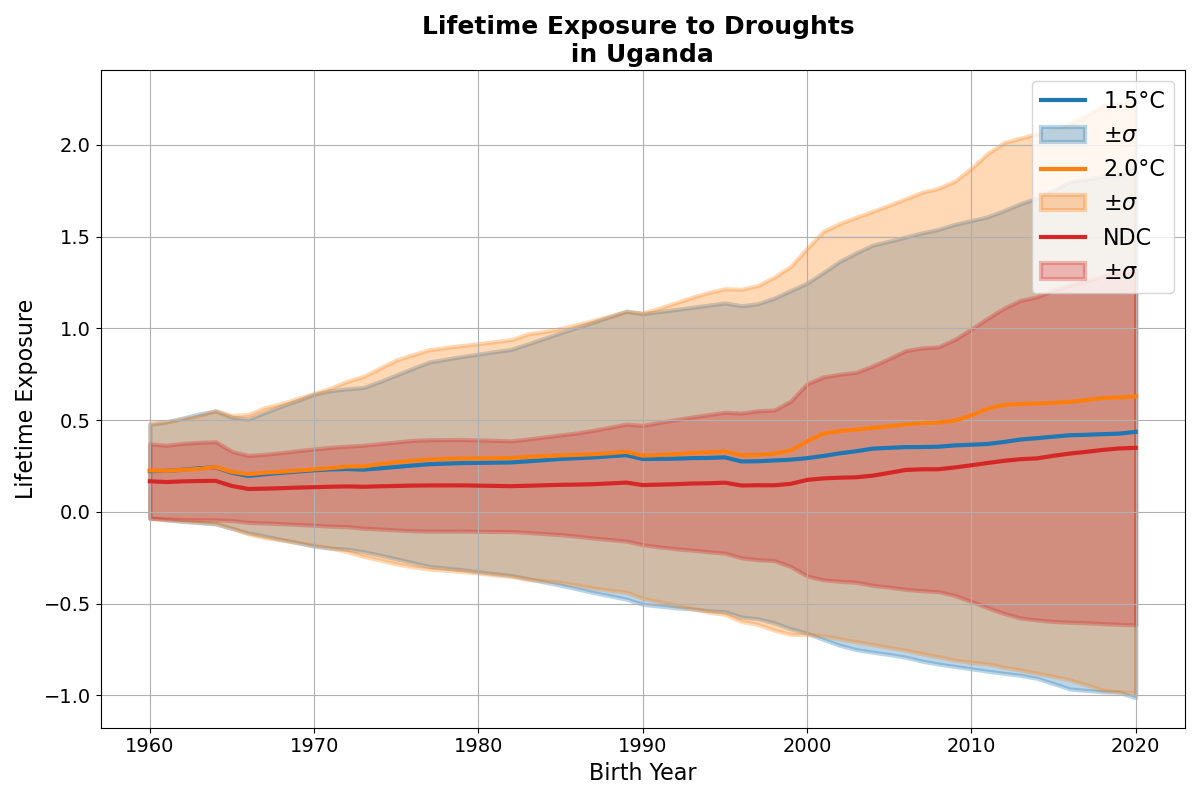 Lifetime Exposure to Droughts
in Uganda
1.5°C
±σ
2.0°C
±σ
NDC
±σ
Lifetime Exposure
2.0
1.5
1.0
0.5
0.0
−0.5
−1.0
1960 1970 1980 1990 2000 2010 2020
Birth Year